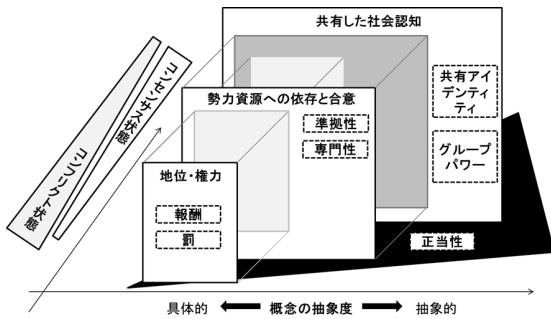 共有した社会認知
コンセンサス状態
コンフリクト状態
共有アイ
デンティ
ティ
勢力資源への依存と合意
準拠性
専門性
グループ
パワー
地位・権力
報酬
罰
正当性
具体的 概念の抽象度 抽象的